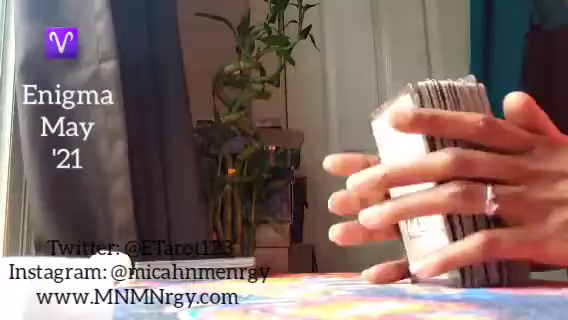 ♈
Enigma
May
'21
Twitter: @ETarot123
Instagram: @micahnmenrgy
www.MNMNrgy.com